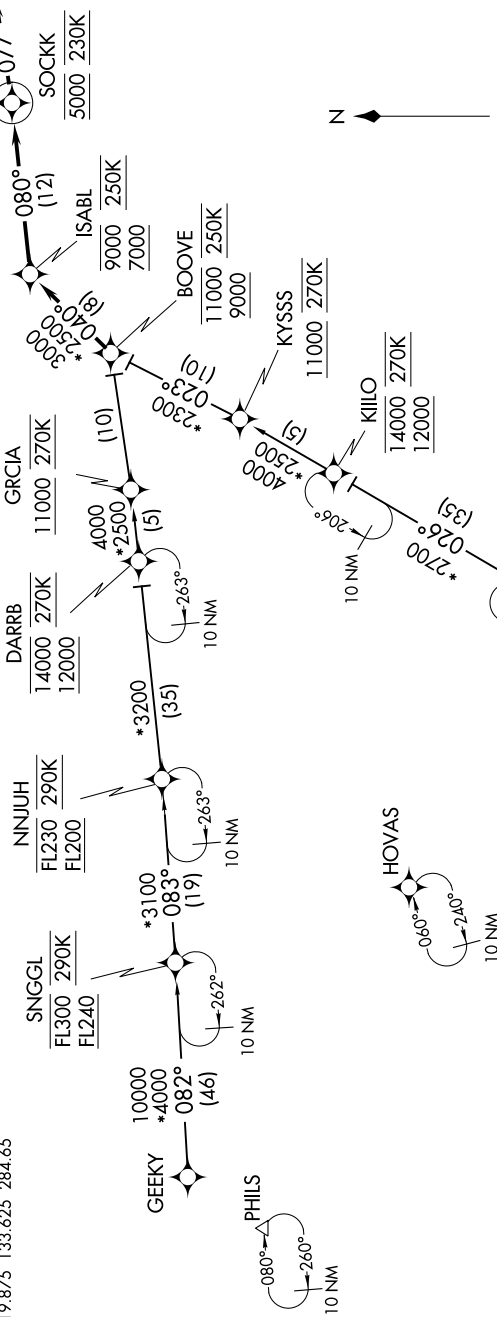 19.875 133.625 284.65
077
SOCKK
5000 230K
080°
(12)
ISABL
250K
9000
7000
3000
*2500
040°
(8)
BOOVE
11000 250K
9000
N
(10)
*2300
023°
(10)
KYSSS
11000 270K
GRCIA
11000 270K
4000
*2500
(5)
4000
*2500
(5)
KIILO
14000 270K
12000
206°
10 NM
*2700
026°
(35)
DARRB
14000 270K
12000
263°
10 NM
*3200
(35)
NNJUH
FL230 290K
FL200
263°
10 NM
*3100
083°
(19)
SNGGL
FL300 290K
FL240
262°
10 NM
10000
*4000
082°
(46)
GEEKY
HOVAS
060°
240°
10 NM
PHILS
080°
260°
10 NM